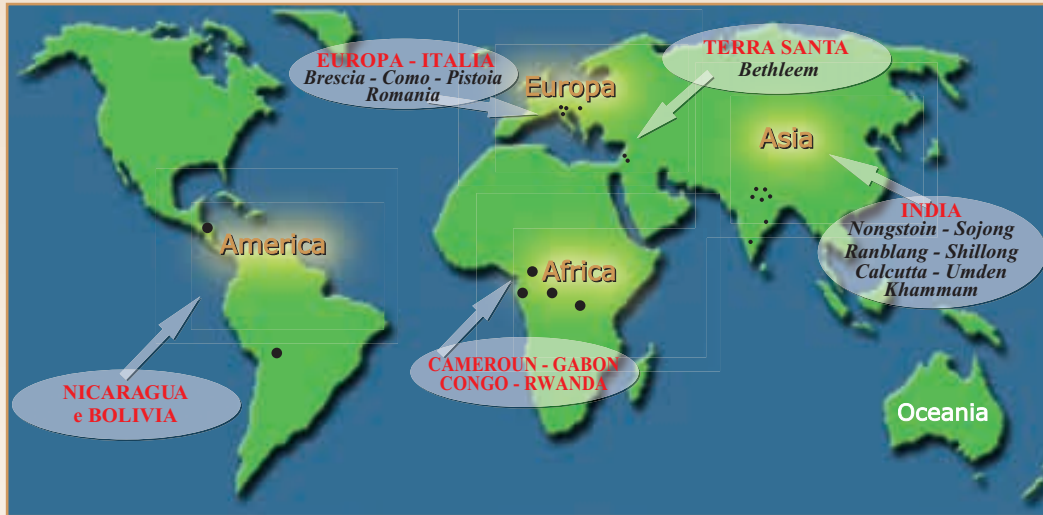 EUROPA - ITALIA
Brescia - Como - Pistoia
Romania
Europa
TERRA SANTA
Bethleem
Asia
INDIA
Nongstoin - Sojong
Ranblang - Shillong
Calcutta - Umden
Khammam
America
Africa
CAMEROUN - GABON
CONGO - RWANDA
NICARAGUA
e BOLIVIA
Oceania